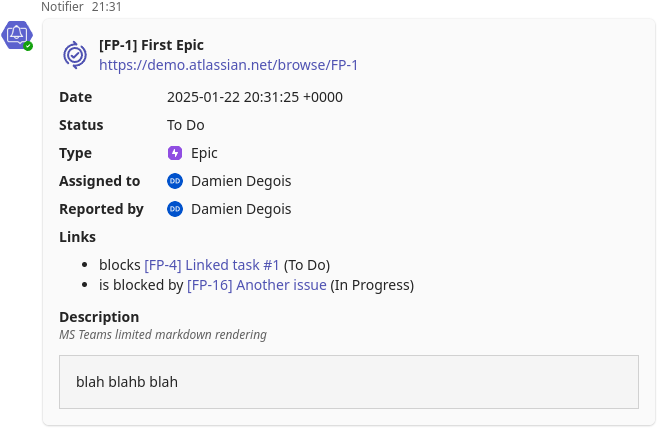 Notifier 21:31
[FP-1] First Epic
https://demo.atlassian.net/browse/FP-1
Date 2025-01-22 20:31:25 +0000
Status To Do
Type Epic
Assigned to DD Damien Degois
Reported by DD Damien Degois
Links
• blocks [FP-4] Linked task #1 (To Do)
• is blocked by [FP-16] Another issue (In Progress)
Description
MS Teams limited markdown rendering
blah blahb blah